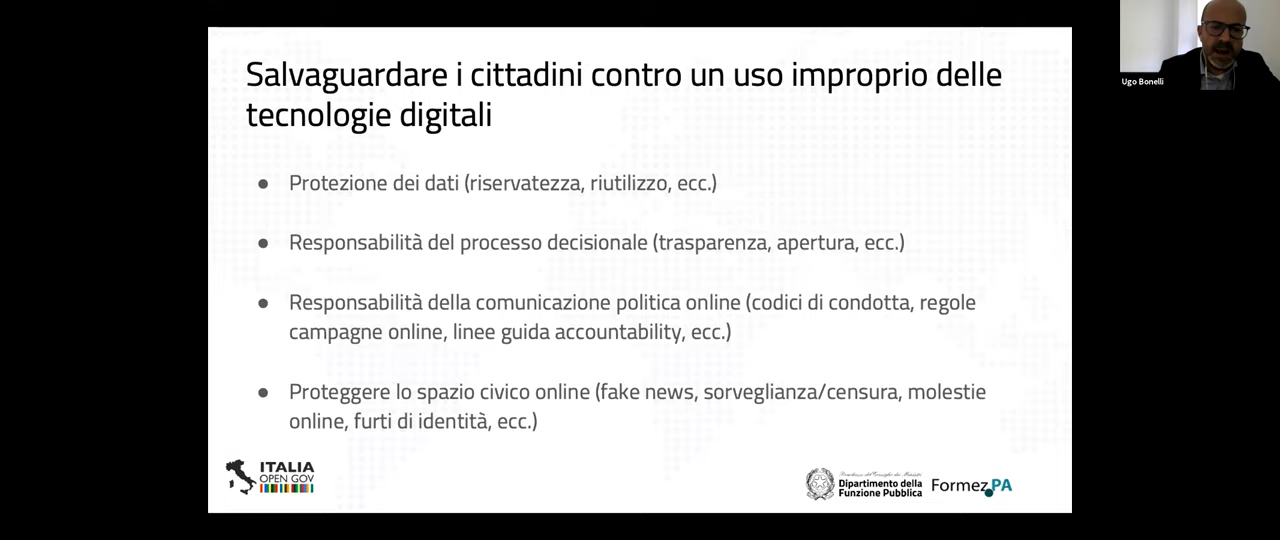 Salvaguardare i cittadini contro un uso improprio delle
tecnologie digitali
● Protezione dei dati (riservatezza, riutilizzo, ecc.)
● Responsabilità del processo decisionale (trasparenza, apertura, ecc.)
● Responsabilità della comunicazione politica online (codici di condotta, regole
campagne online, linee guida accountability, ecc.)
● Proteggere lo spazio civico online (fake news, sorveglianza/censura, molestie
online, furti di identità, ecc.)
ITALIA
OPEN GOV
Presidenza del Consiglio dei Ministri
Dipartimento della
Funzione Pubblica
Formez PA
Ugo Bonelli